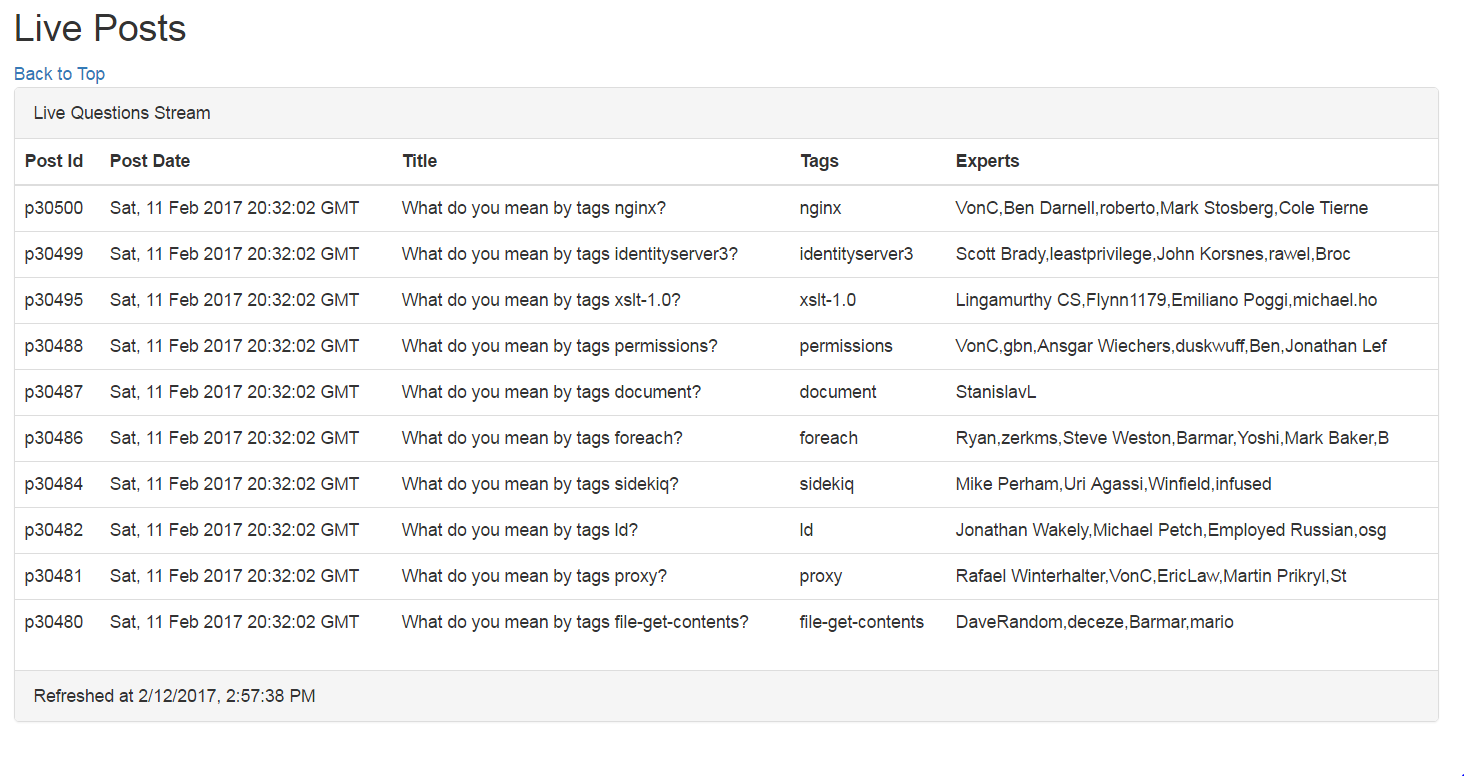 Live Posts
Back to Top
Live Questions Stream
Post Id Post Date Title Tags Experts
p30500 Sat, 11 Feb 2017 20:32:02 GMT What do you mean by tags nginx? nginx VonC,Ben Darnell,roberto,Mark Stosberg,Cole Tierne
p30499 Sat, 11 Feb 2017 20:32:02 GMT What do you mean by tags identityserver3? identityserver3 Scott Brady,leastprivilege,John Korsnes,rawel,Broc
p30495 Sat, 11 Feb 2017 20:32:02 GMT What do you mean by tags xslt-1.0? xslt-1.0 Lingamurthy CS,Flynn1179,Emiliano Poggi,michael.ho
p30488 Sat, 11 Feb 2017 20:32:02 GMT What do you mean by tags permissions? permissions VonC,gbn,Ansgar Wiechers,duskwuff,Ben,Jonathan Lef
p30487 Sat, 11 Feb 2017 20:32:02 GMT What do you mean by tags document? document StanislavL
p30486 Sat, 11 Feb 2017 20:32:02 GMT What do you mean by tags foreach? foreach Ryan,zerkms,Steve Weston,Barmar,Yoshi,Mark Baker,B
p30484 Sat, 11 Feb 2017 20:32:02 GMT What do you mean by tags sidekiq? sidekiq Mike Perham,Uri Agassi,Winfield,infused
p30482 Sat, 11 Feb 2017 20:32:02 GMT What do you mean by tags ld? ld Jonathan Wakely,Michael Petch,Employed Russian,osg
p30481 Sat, 11 Feb 2017 20:32:02 GMT What do you mean by tags proxy? proxy Rafael Winterhalter,VonC,EricLaw,Martin Prikryl,St
p30480 Sat, 11 Feb 2017 20:32:02 GMT What do you mean by tags file-get-contents? file-get-contents DaveRandom,deceze,Barmar,mario
Refreshed at 2/12/2017, 2:57:38 PM